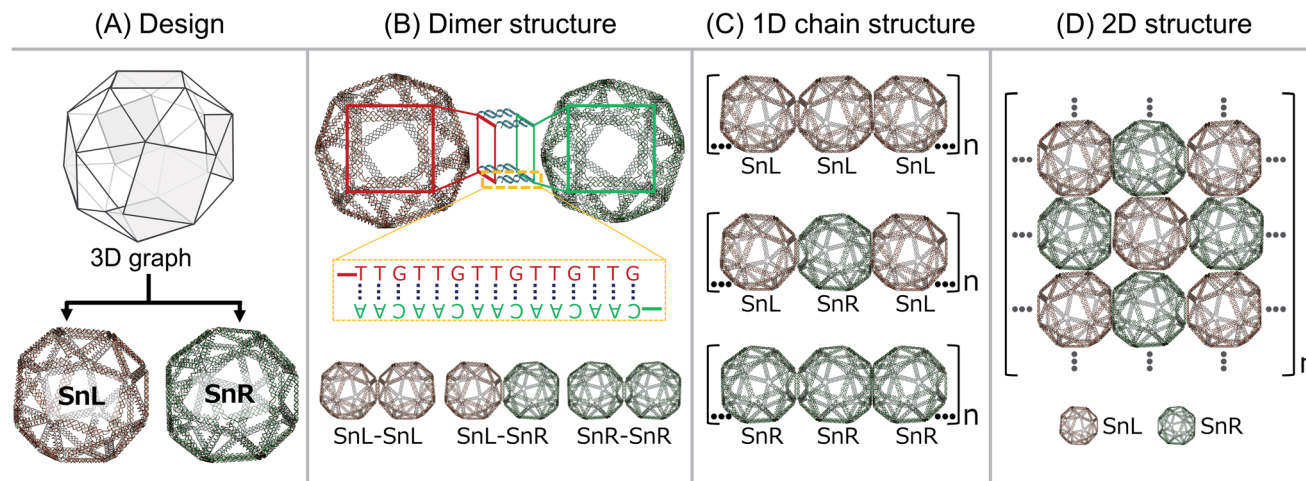 (A) Design
3D graph
SnL
SnR
(B) Dimer structure
TTGTTGTTGTTGTTG
AACAACAACAACAAC
SnL-SnL
SnL-SnR
SnR-SnR
(C) 1D chain structure
n
SnL
SnL
SnL
n
SnL
SnR
SnL
n
SnR
SnR
SnR
(D) 2D structure
n
SnL
SnR